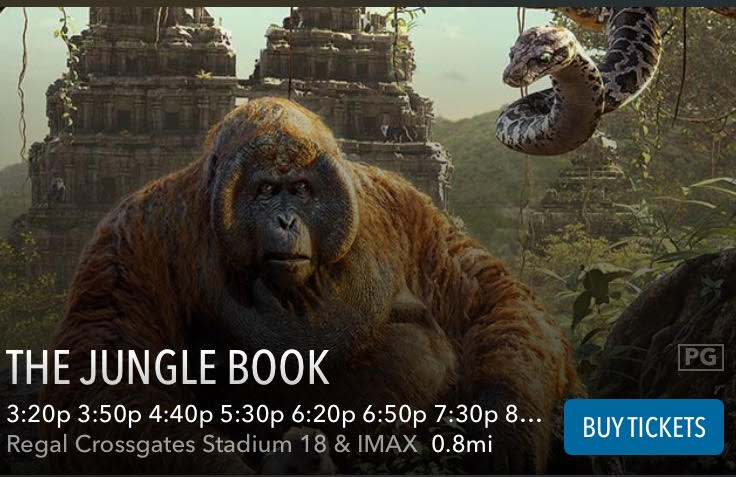 THE JUNGLE BOOK
PG
3:20p 3:50p 4:40p 5:30p 6:20p 6:50p 7:30p 8...
Regal Crossgates Stadium 18 & IMAX 0.8mi
BUY TICKETS